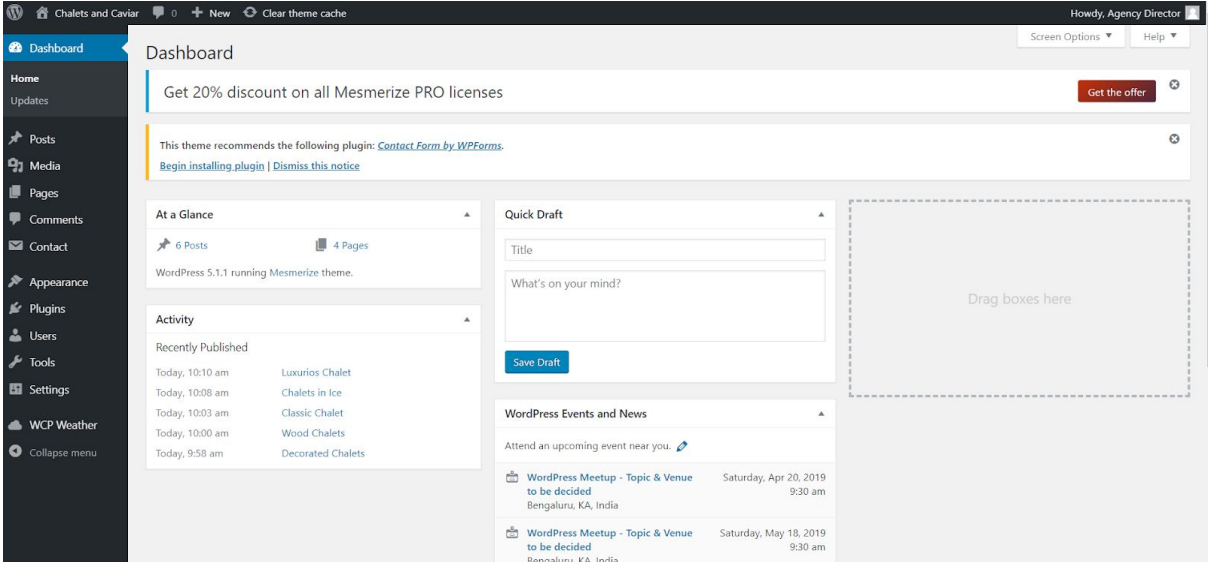 Chalets and Caviar 0 New Clear theme cache Howdy, Agency Director
Screen Options Help
Dashboard
Home
Updates
Posts
Media
Pages
Comments
Contact
Appearance
Plugins
Users
Tools
Settings
WCP Weather
Collapse menu
Dashboard
Get 20% discount on all Mesmerize PRO licenses
Get the offer
This theme recommends the following plugin: Contact Form by WPForms.
Begin installing plugin | Dismiss this notice
At a Glance
6 Posts 4 Pages
WordPress 5.1.1 running Mesmerize theme.
Activity
Recently Published
Today, 10:10 am Luxurios Chalet
Today, 10:08 am Chalets in Ice
Today, 10:03 am Classic Chalet
Today, 10:00 am Wood Chalets
Today, 9:58 am Decorated Chalets
Quick Draft
Title
What's on your mind?
Save Draft
WordPress Events and News
Attend an upcoming event near you.
WordPress Meetup - Topic & Venue Saturday, Apr 20, 2019
to be decided 9:30 am
Bengaluru, KA, India
WordPress Meetup - Topic & Venue Saturday, May 18, 2019
to be decided 9:30 am
Bengaluru, KA, India
Drag boxes here